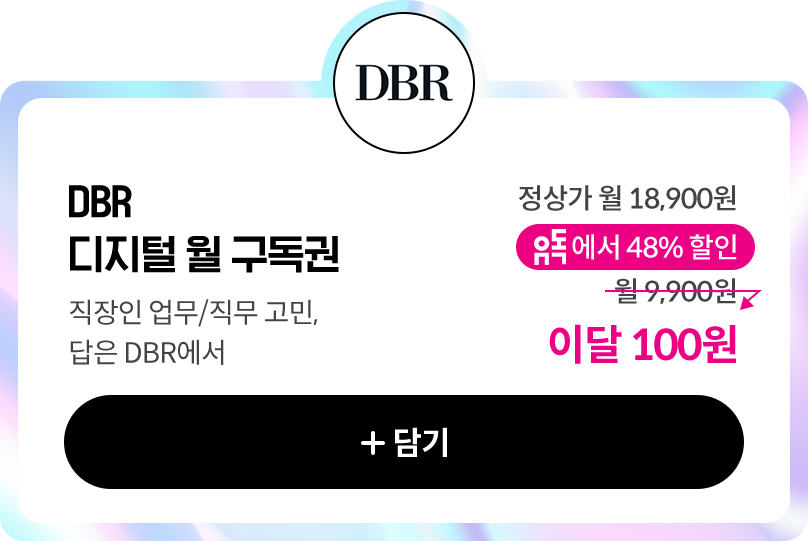 DBR
DBR
디지털 월 구독권
직장인 업무/직무 고민,
답은 DBR에서
정상가 월 18,900원
유독에서 48% 할인
월 9,900원
이달 100원
+ 담기